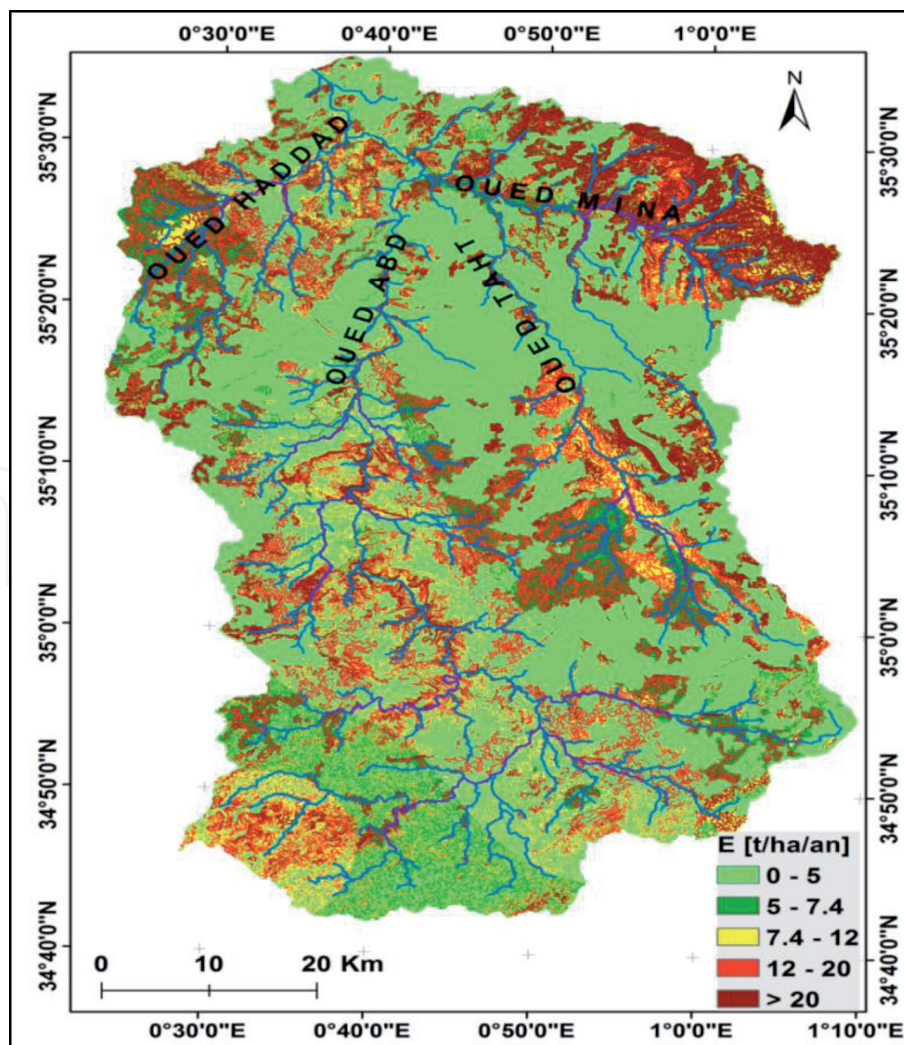 0°30'0"E 0°40'0"E 0°50'0"E 1°0'0"E
N
35°30'0"N
35°20'0"N
35°10'0"N
35°0'0"N
34°50'0"N
34°40'0"N
35°30'0"N
35°20'0"N
35°10'0"N
35°0'0"N
34°50'0"N
34°40'0"N
OUED HADDAD
OUED MINA
OUED ABD
OUED TAHT
E [t/ha/an]
0 - 5
5 - 7.4
7.4 - 12
12 - 20
> 20
0 10 20 Km
0°30'0"E 0°40'0"E 0°50'0"E 1°0'0"E 1°10'0"E